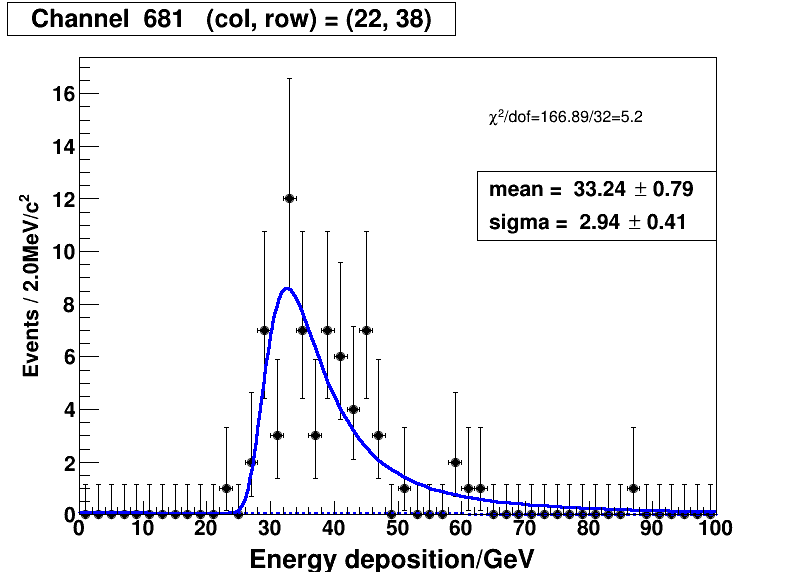 Channel 681 (col, row) = (22, 38)
χ²/dof=166.89/32=5.2
mean = 33.24 ± 0.79
sigma = 2.94 ± 0.41
Events / 2.0MeV/c²
16
14
12
10
8
6
4
2
0
0 10 20 30 40 50 60 70 80 90 100
Energy deposition/GeV